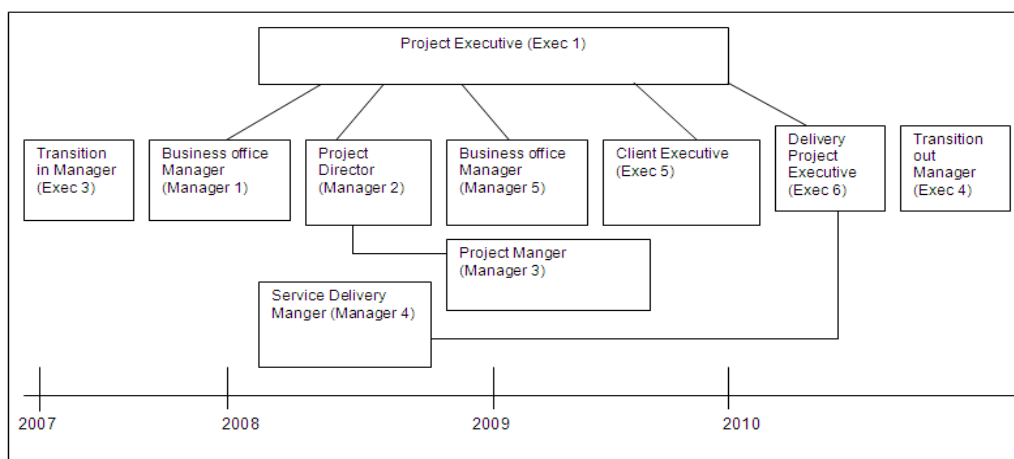 Project Executive (Exec 1)
Transition
in Manager
(Exec 3)
Business office
Manager
(Manager 1)
Project
Director
(Manager 2)
Business office
Manager
(Manager 5)
Client Executive
(Exec 5)
Delivery
Project
Executive
(Exec 6)
Transition
out
Manager
(Exec 4)
Project Manger
(Manager 3)
Service Delivery
Manger (Manager 4)
2007
2008
2009
2010